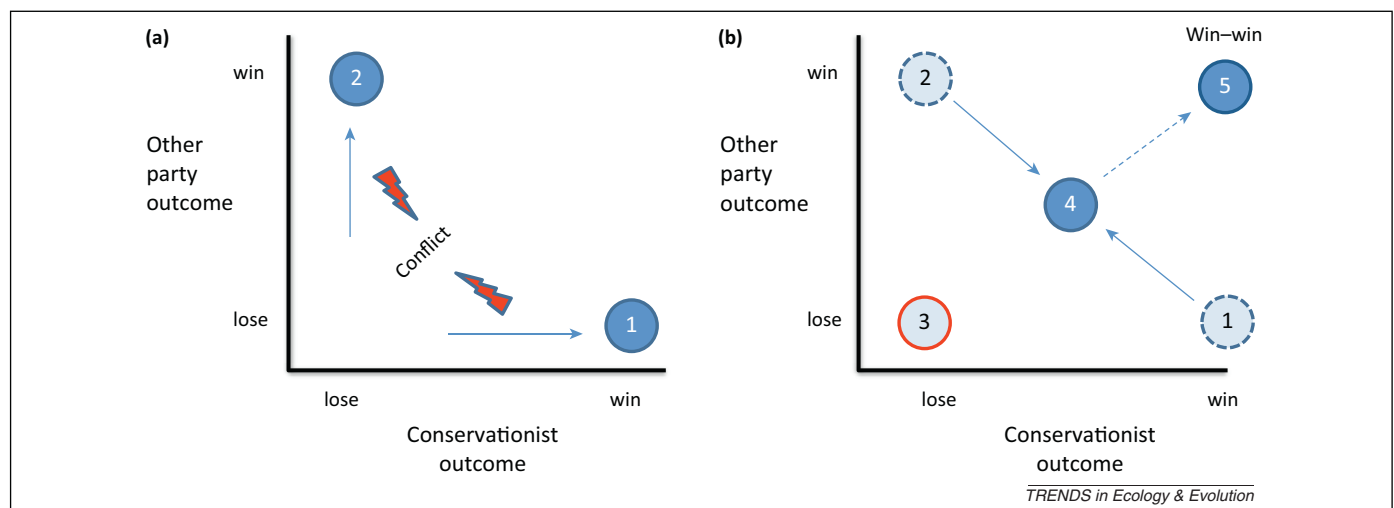 (a)
win
2
Other
party
outcome
Conflict
lose
1
lose
win
Conservationist
outcome
(b)
Win–win
win
2
5
Other
party
outcome
4
lose
3
1
lose
win
Conservationist
outcome
TRENDS in Ecology & Evolution